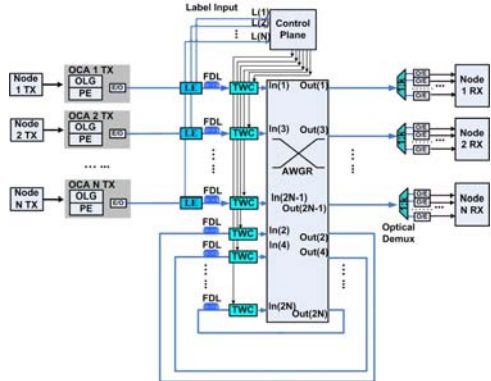 Label Input
L(1)
L(2)
L(N)
Control
Plane
Node
1 TX
OCA 1 TX
OLG
PE
E/O
LE
FDL
TWC
In(1)
Out(1)
O/E
O/E
O/E
Node
1 RX
Node
2 TX
OCA 2 TX
OLG
PE
E/O
LE
FDL
TWC
In(3)
Out(3)
AWGR
O/E
O/E
O/E
Node
2 RX
... ...
Node
N TX
OCA N TX
OLG
PE
E/O
LE
FDL
TWC
In(2N-1)
Out(2N-1)
O/E
O/E
O/E
Node
N RX
Optical
Demux
FDL
TWC
In(2)
Out(2)
FDL
TWC
In(4)
Out(4)
FDL
TWC
In(2N)
Out(2N)